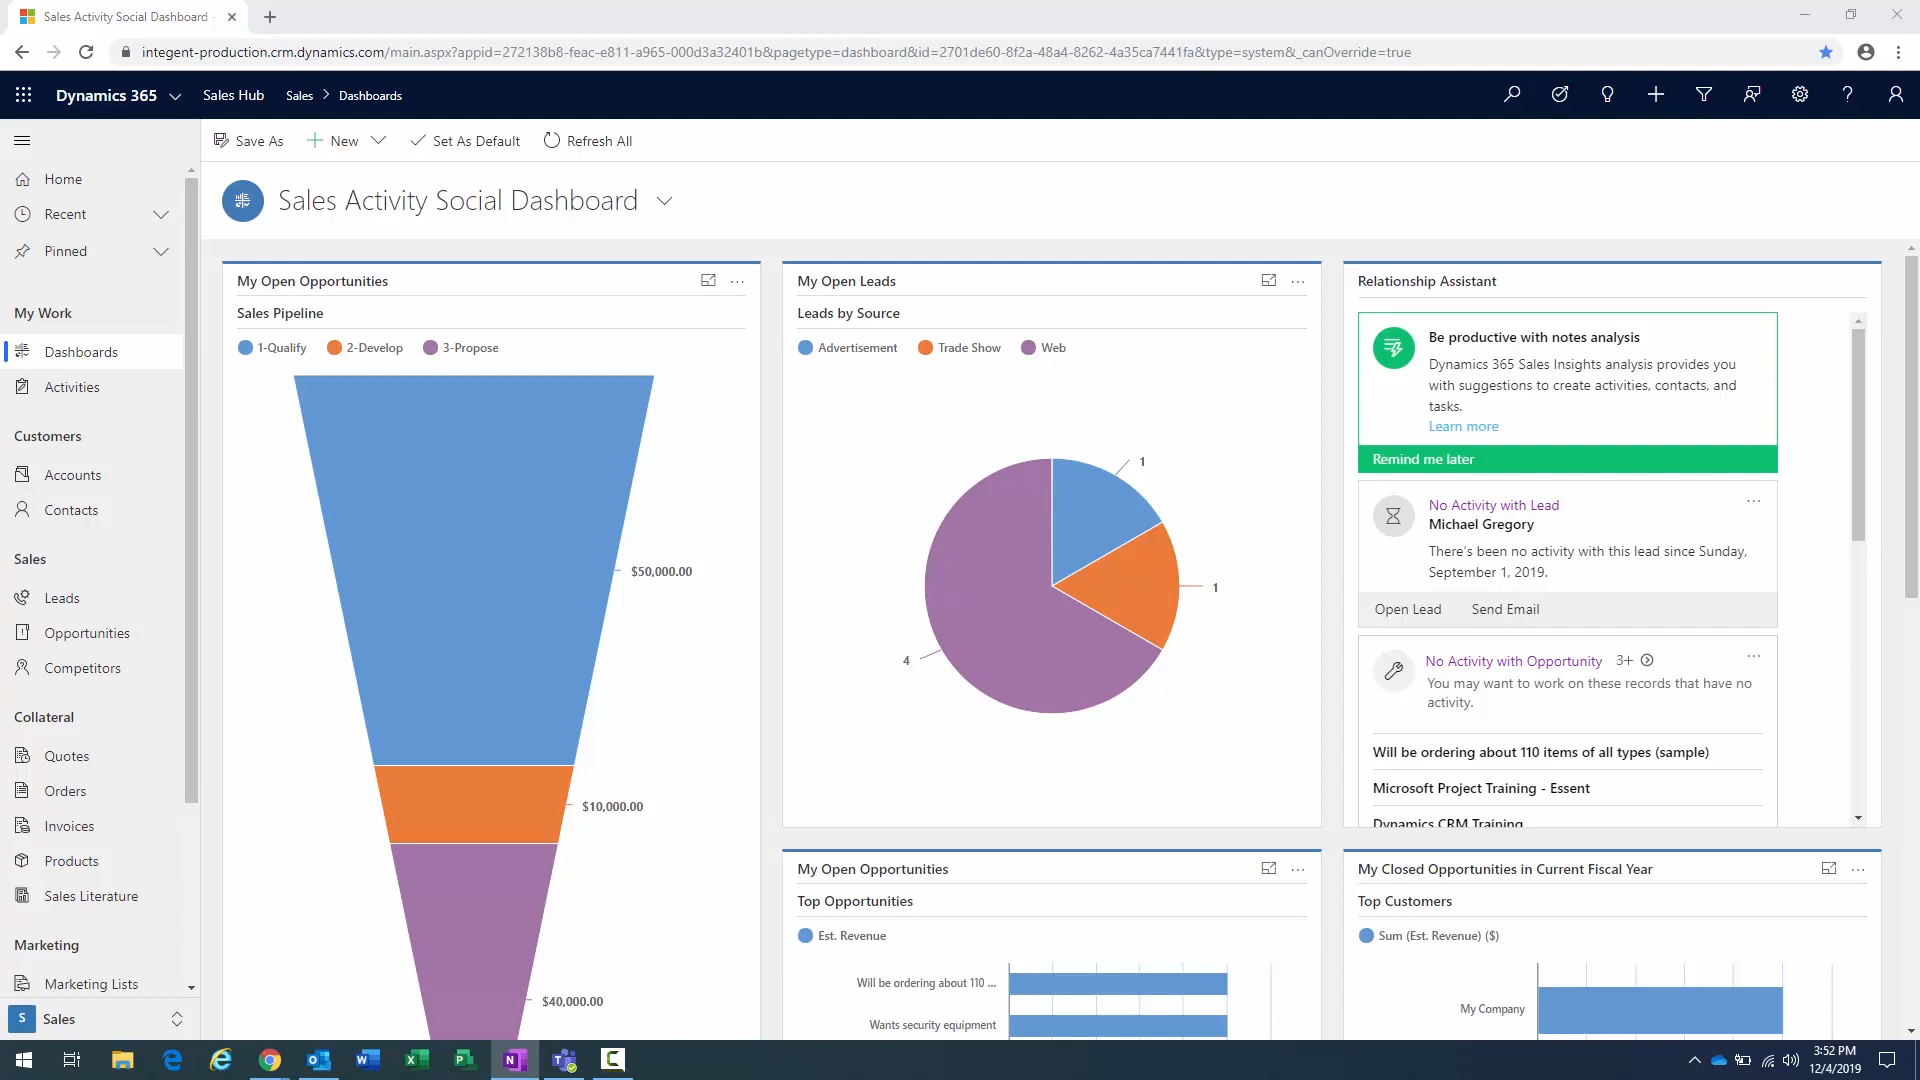 Sales Activity Social Dashboard -
integent-production.crm.dynamics.com/main.aspx?appid=272138b8-feac-e811-a965-000d3a32401b&pagetype=dashboard&id=2701de60-8f2a-48a4-8262-4a35ca7441fa&type=system&_canOverride=true
Dynamics 365 Sales Hub Sales > Dashboards
Save As New Set As Default Refresh All
Home
Recent
Pinned
My Work
Dashboards
Activities
Customers
Accounts
Contacts
Sales
Leads
Opportunities
Competitors
Collateral
Quotes
Orders
Invoices
Products
Sales Literature
Marketing
Marketing Lists
S Sales
Sales Activity Social Dashboard
My Open Opportunities
Sales Pipeline
1-Qualify 2-Develop 3-Propose
$50,000.00
$10,000.00
$40,000.00
My Open Leads
Leads by Source
Advertisement Trade Show Web
1
1
4
Relationship Assistant
Be productive with notes analysis
Dynamics 365 Sales Insights analysis provides you
with suggestions to create activities, contacts, and
tasks.
Learn more
Remind me later
No Activity with Lead
Michael Gregory
There's been no activity with this lead since Sunday,
September 1, 2019.
Open Lead Send Email
No Activity with Opportunity 3+
You may want to work on these records that have no
activity.
Will be ordering about 110 items of all types (sample)
Microsoft Project Training - Essent
Dynamics CRM Training
My Open Opportunities
Top Opportunities
Est. Revenue
Will be ordering about 110 ...
Wants security equipment
My Closed Opportunities in Current Fiscal Year
Top Customers
Sum (Est. Revenue) ($)
My Company
3:52 PM
12/4/2019